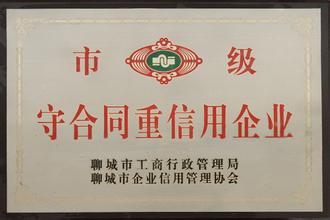 市 级
守合同重信用企业
聊城市工商行政管理局
聊城市企业信用管理协会